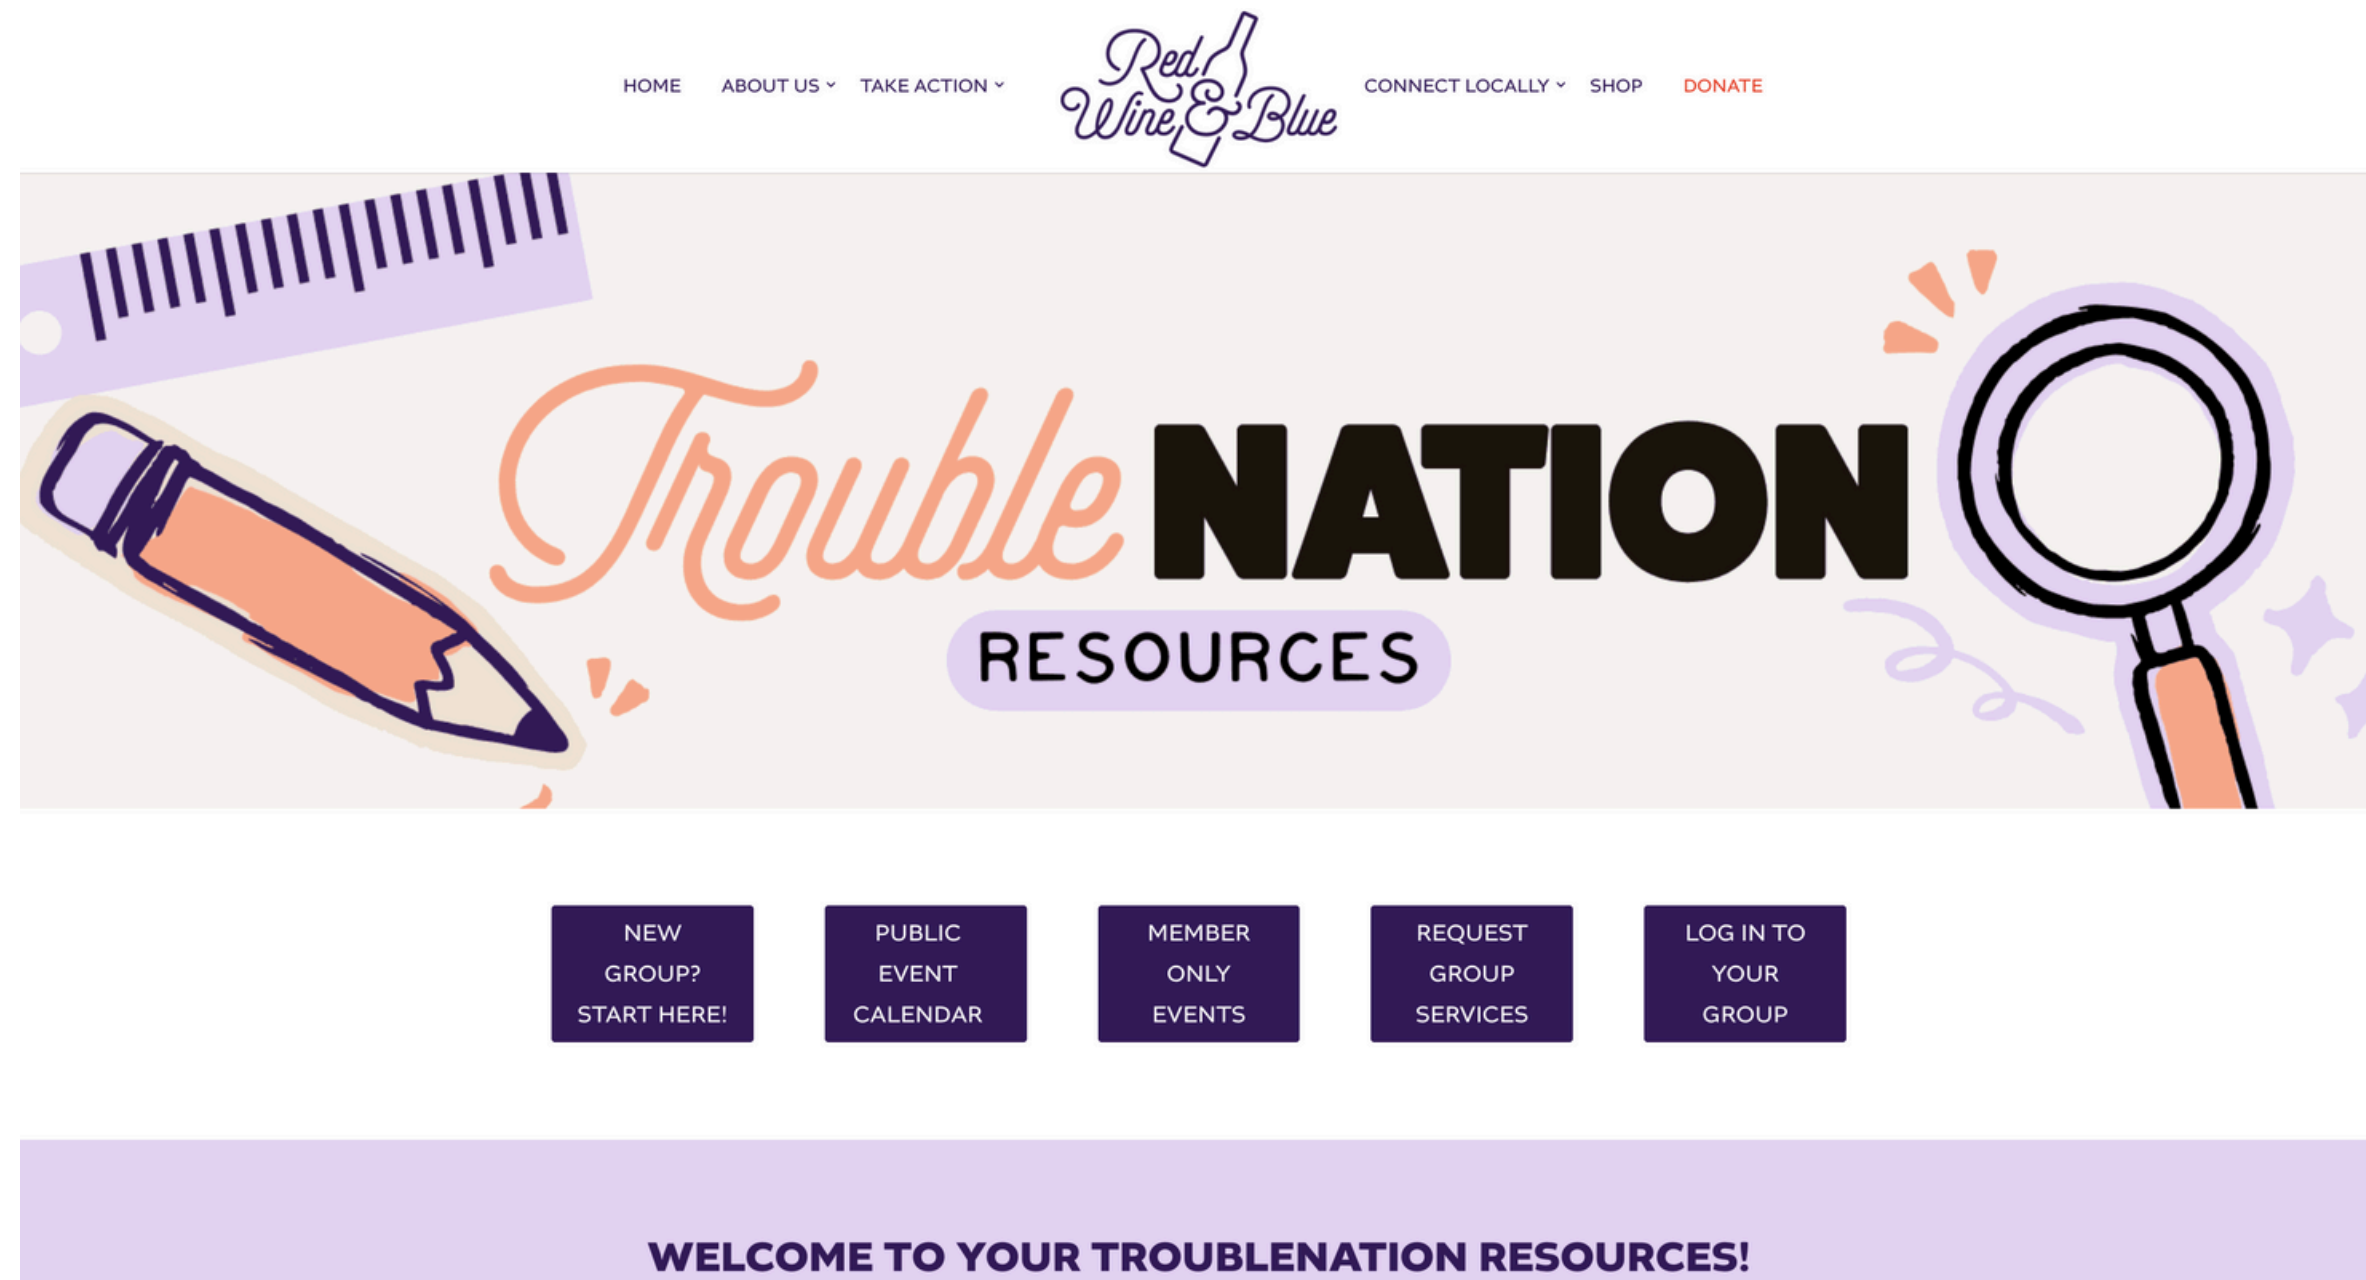 HOME ABOUT US TAKE ACTION Red Wine & Blue CONNECT LOCALLY SHOP DONATE
Trouble NATION
RESOURCES
NEW
GROUP?
START HERE!
PUBLIC
EVENT
CALENDAR
MEMBER
ONLY
EVENTS
REQUEST
GROUP
SERVICES
LOG IN TO
YOUR
GROUP
WELCOME TO YOUR TROUBLENATION RESOURCES!